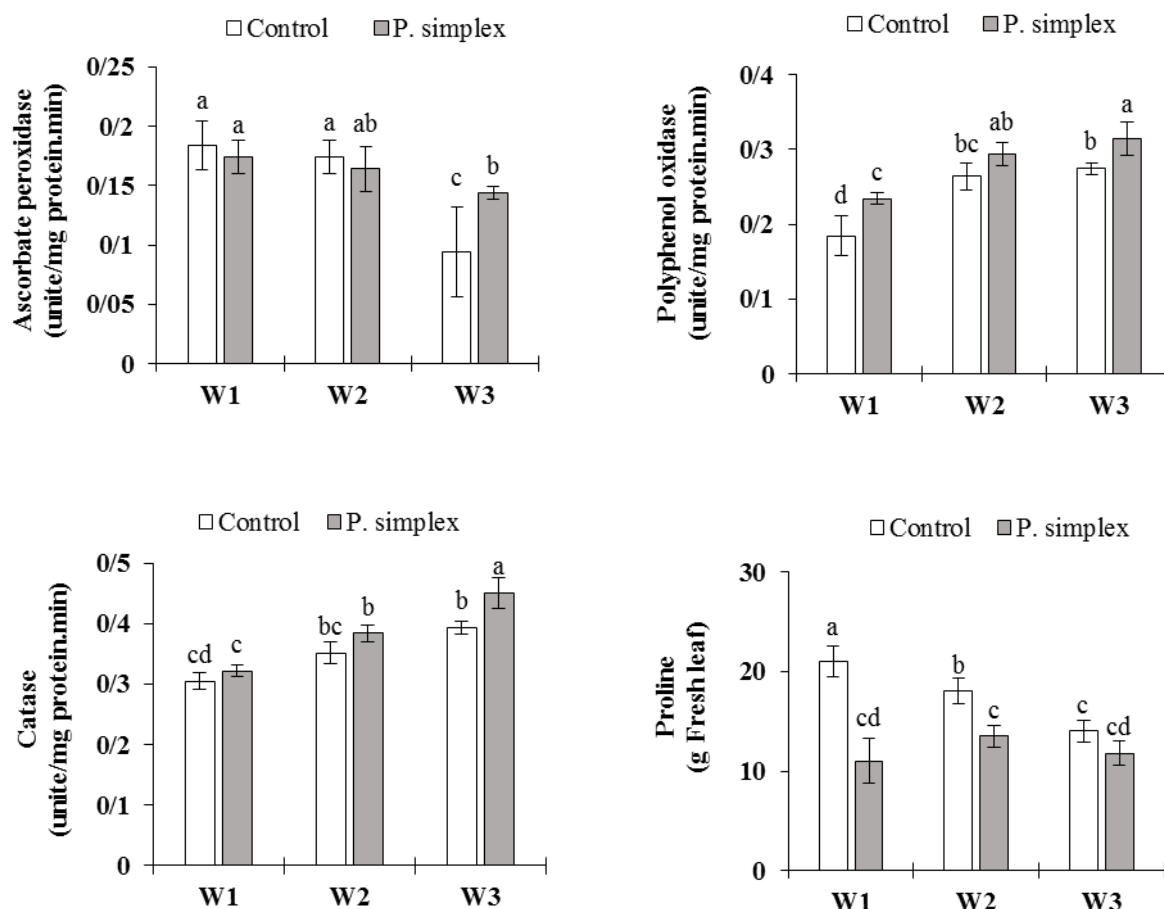 Control P. simplex
Ascorbate peroxidase
(unite/mg protein.min)
0/25
0/2
0/15
0/1
0/05
0
a a a ab c b
W1 W2 W3
Control P. simplex
Polyphenol oxidase
(unite/mg protein.min)
0/4
0/3
0/2
0/1
0
d c bc ab b a
W1 W2 W3
Control P. simplex
Catase
(unite/mg protein.min)
0/5
0/4
0/3
0/2
0/1
0
cd c bc b b a
W1 W2 W3
Control P. simplex
Proline
(g Fresh leaf)
30
20
10
0
a cd b c c cd
W1 W2 W3